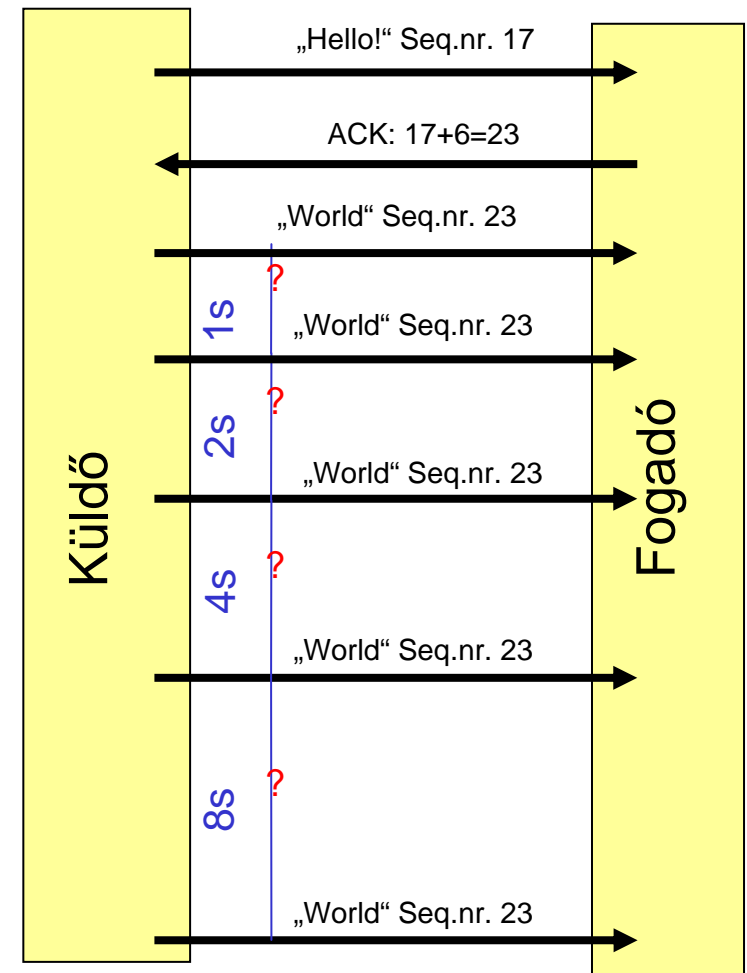 „Hello!“ Seq.nr. 17
ACK: 17+6=23
„World“ Seq.nr. 23
?
1s
„World“ Seq.nr. 23
?
2s
„World“ Seq.nr. 23
?
4s
„World“ Seq.nr. 23
?
8s
„World“ Seq.nr. 23
Küldő
Fogadó